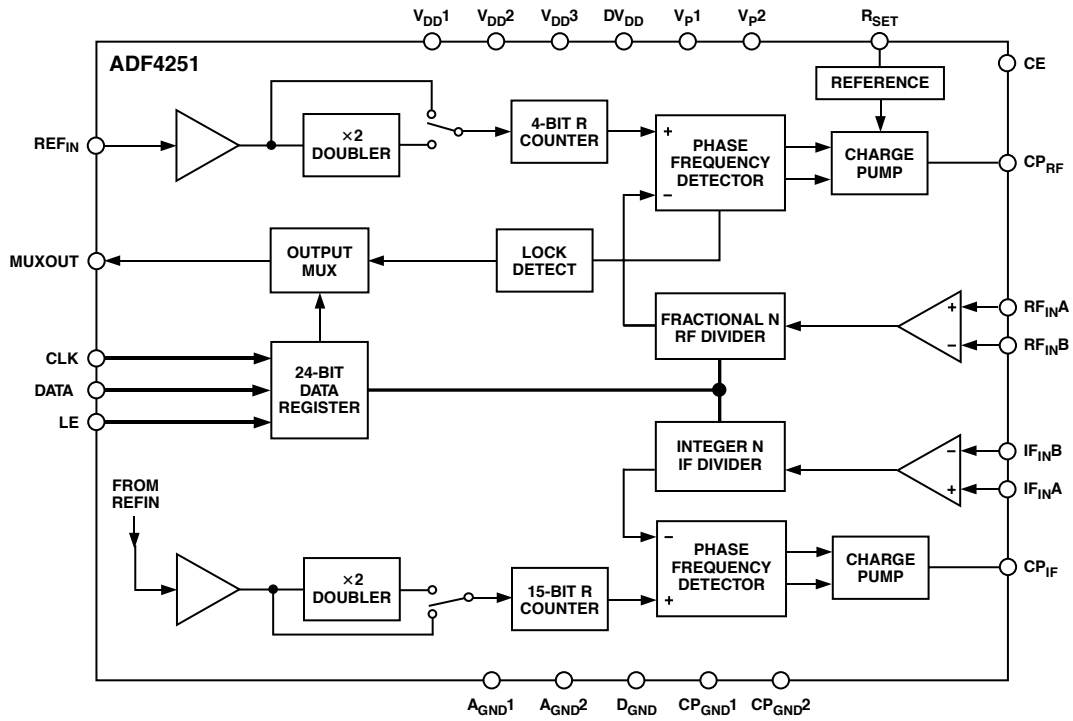 VDD1 VDD2 VDD3 DVDD VP1 VP2 RSET
ADF4251
CE
REFERENCE
REFIN
×2
DOUBLER
4-BIT R
COUNTER
+
−
PHASE
FREQUENCY
DETECTOR
CHARGE
PUMP
CPRF
MUXOUT
OUTPUT
MUX
LOCK
DETECT
FRACTIONAL N
RF DIVIDER
+
−
RFINA
RFINB
CLK
DATA
LE
24-BIT
DATA
REGISTER
INTEGER N
IF DIVIDER
−
+
IFINB
IFINA
FROM
REFIN
×2
DOUBLER
15-BIT R
COUNTER
−
+
PHASE
FREQUENCY
DETECTOR
CHARGE
PUMP
CPIF
AGND1 AGND2 DGND CPGND1 CPGND2